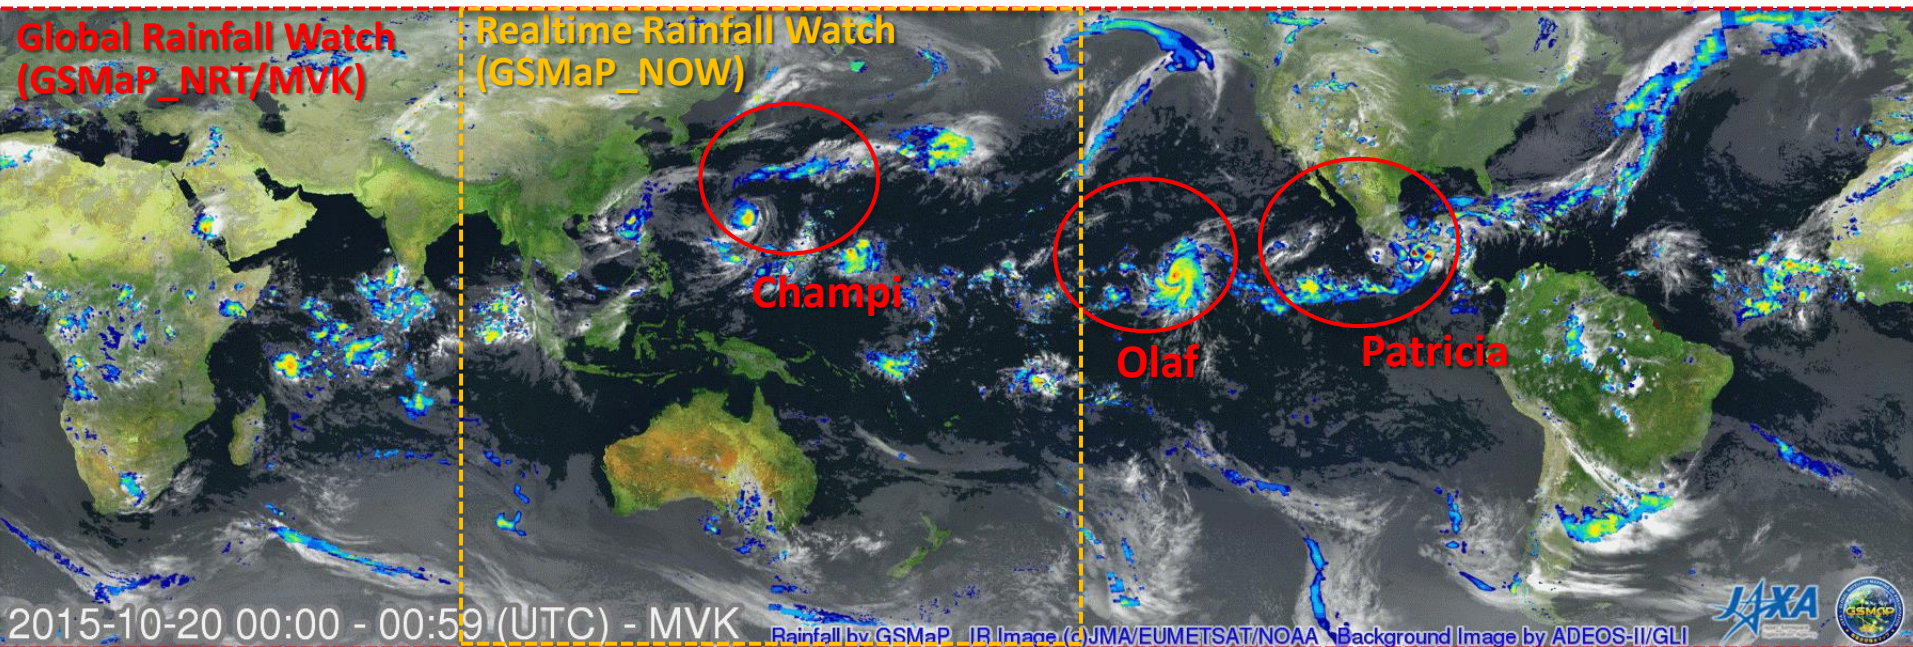 Global Rainfall Watch
(GSMaP_NRT/MVK)
Realtime Rainfall Watch
(GSMaP_NOW)
Champi
Olaf
Patricia
2015-10-20 00:00 - 00:59 (UTC) - MVK
Rainfall by GSMaP IR Image (c)JMA/EUMETSAT/NOAA Background Image by ADEOS-II/GLI
JAXA
GSMaP